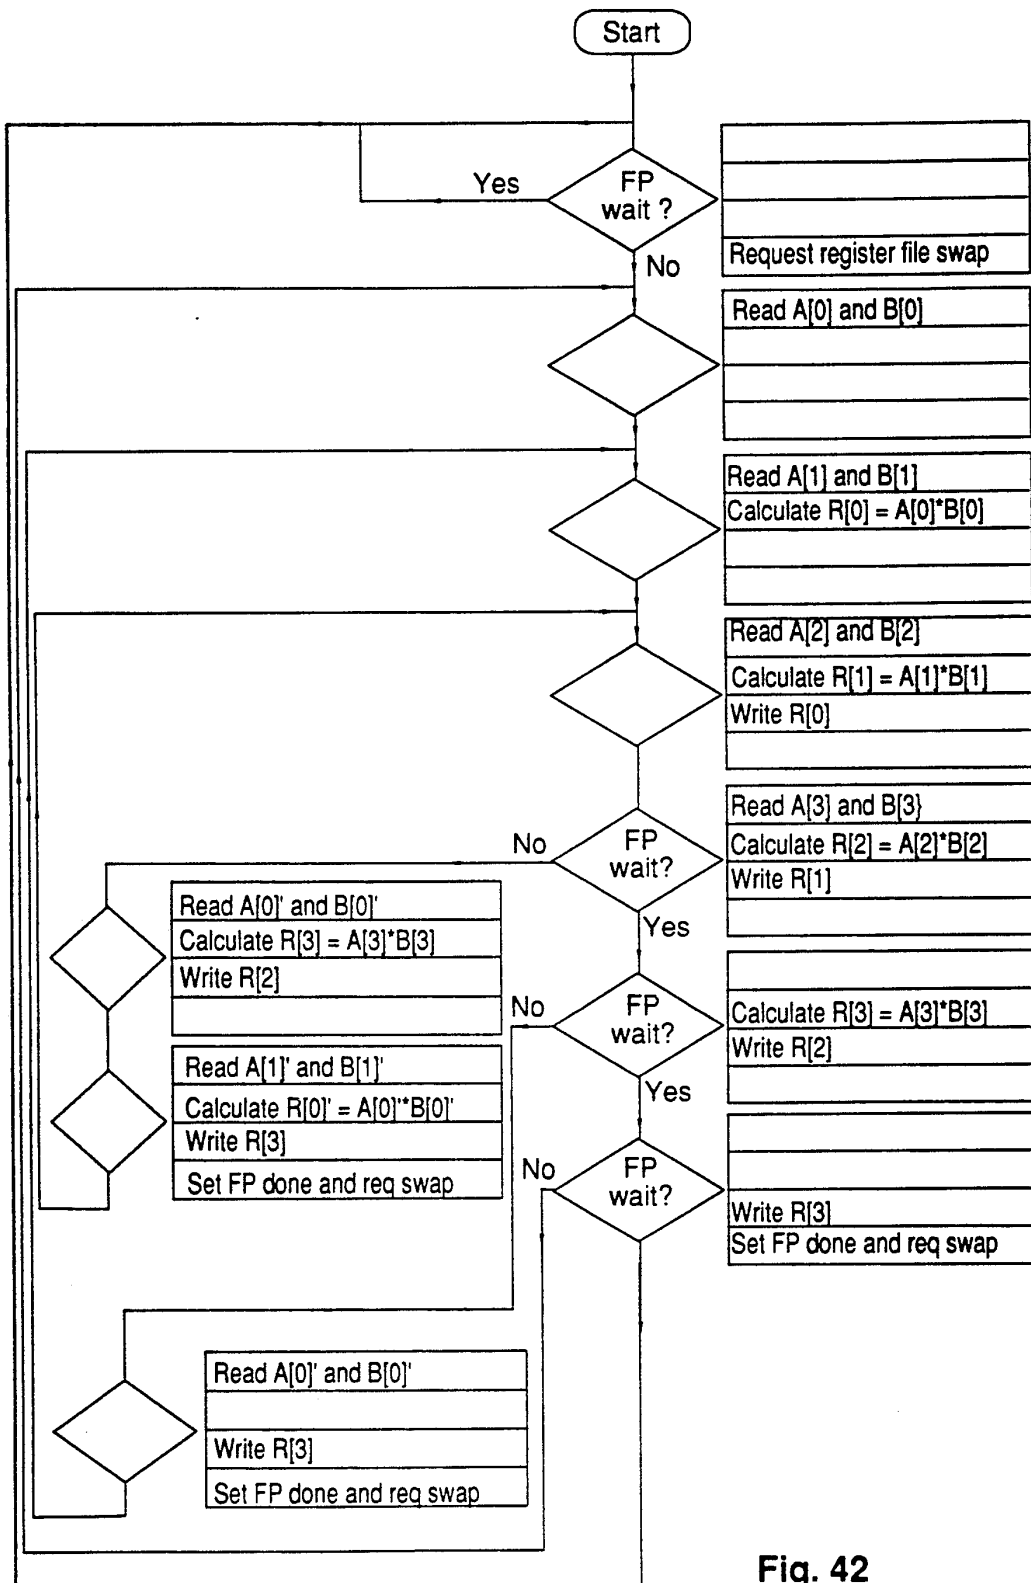 Start
Yes
FP
wait ?
Request register file swap
No
Read A[0] and B[0]
Read A[1] and B[1]
Calculate R[0] = A[0]*B[0]
Read A[2] and B[2]
Calculate R[1] = A[1]*B[1]
Write R[0]
No
FP
wait?
Read A[3] and B[3}
Calculate R[2] = A[2]*B[2]
Write R[1]
Yes
Read A[0]' and B[0]'
Calculate R[3] = A[3]*B[3]
Write R[2]
No
FP
wait?
Calculate R[3] = A[3]*B[3]
Write R[2]
Yes
Read A[1]' and B[1]'
Calculate R[0]' = A[0]'*B[0]'
Write R[3]
Set FP done and req swap
No
FP
wait?
Write R[3]
Set FP done and req swap
Read A[0]' and B[0]'
Write R[3]
Set FP done and req swap
Fig. 42